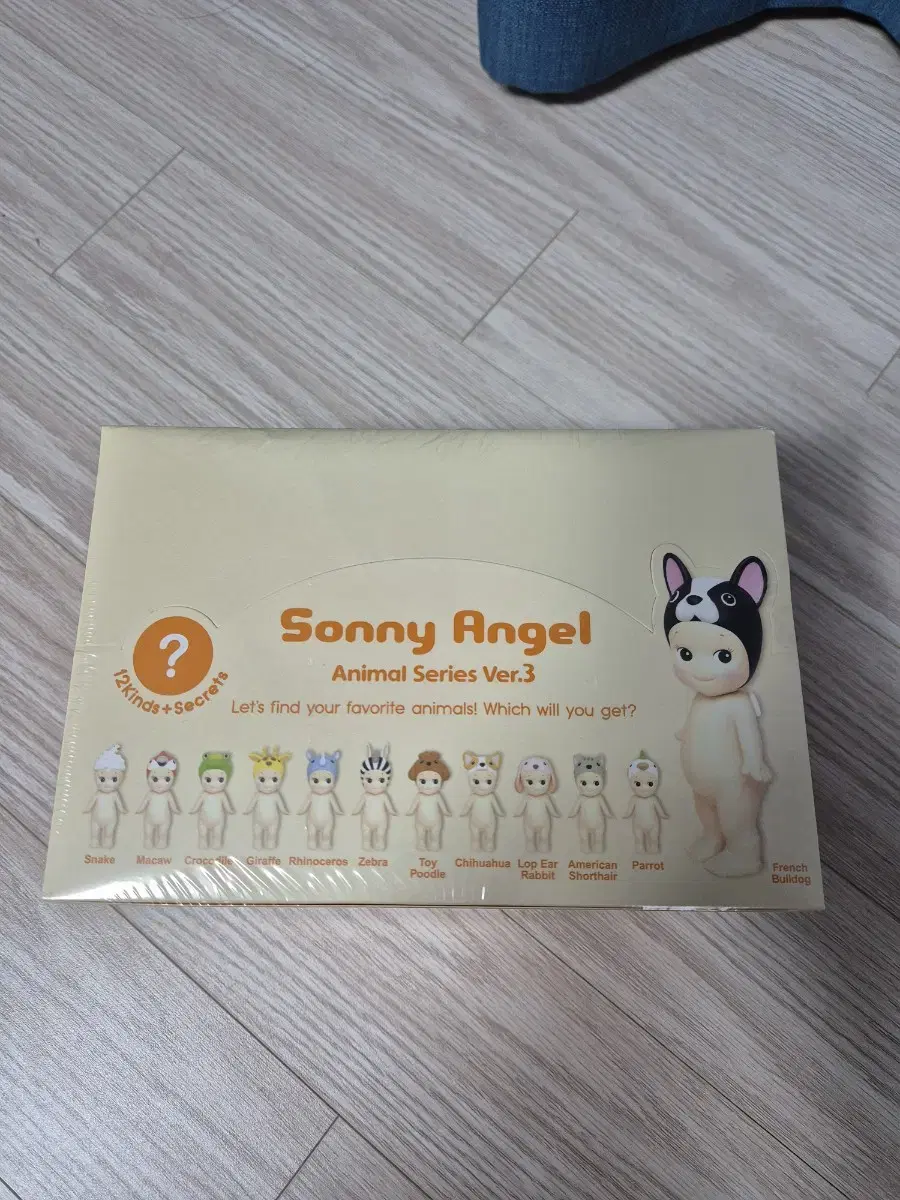 Sonny Angel
Animal Series Ver.3
Let's find your favorite animals! Which will you get?
?
12Kinds+Secrets
Snake
Macaw
Crocodile
Giraffe
Rhinoceros
Zebra
Toy
Poodle
Chihuahua
Lop Ear
Rabbit
American
Shorthair
Parrot
French
Bulldog